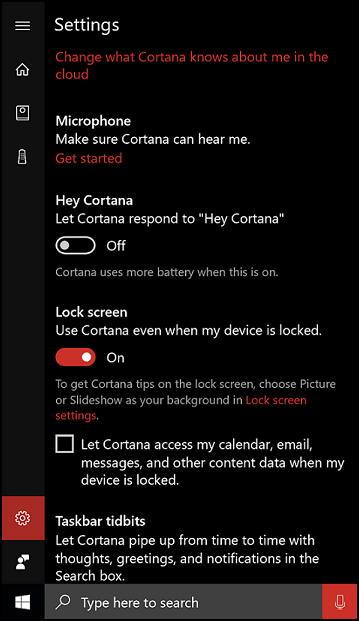 Settings
Change what Cortana knows about me in the
cloud
Microphone
Make sure Cortana can hear me.
Get started
Hey Cortana
Let Cortana respond to "Hey Cortana"
Off
Cortana uses more battery when this is on.
Lock screen
Use Cortana even when my device is locked.
On
To get Cortana tips on the lock screen, choose Picture
or Slideshow as your background in Lock screen
settings.
Let Cortana access my calendar, email,
messages, and other content data when my
device is locked.
Taskbar tidbits
Let Cortana pipe up from time to time with
thoughts, greetings, and notifications in the
Search box.
Type here to search